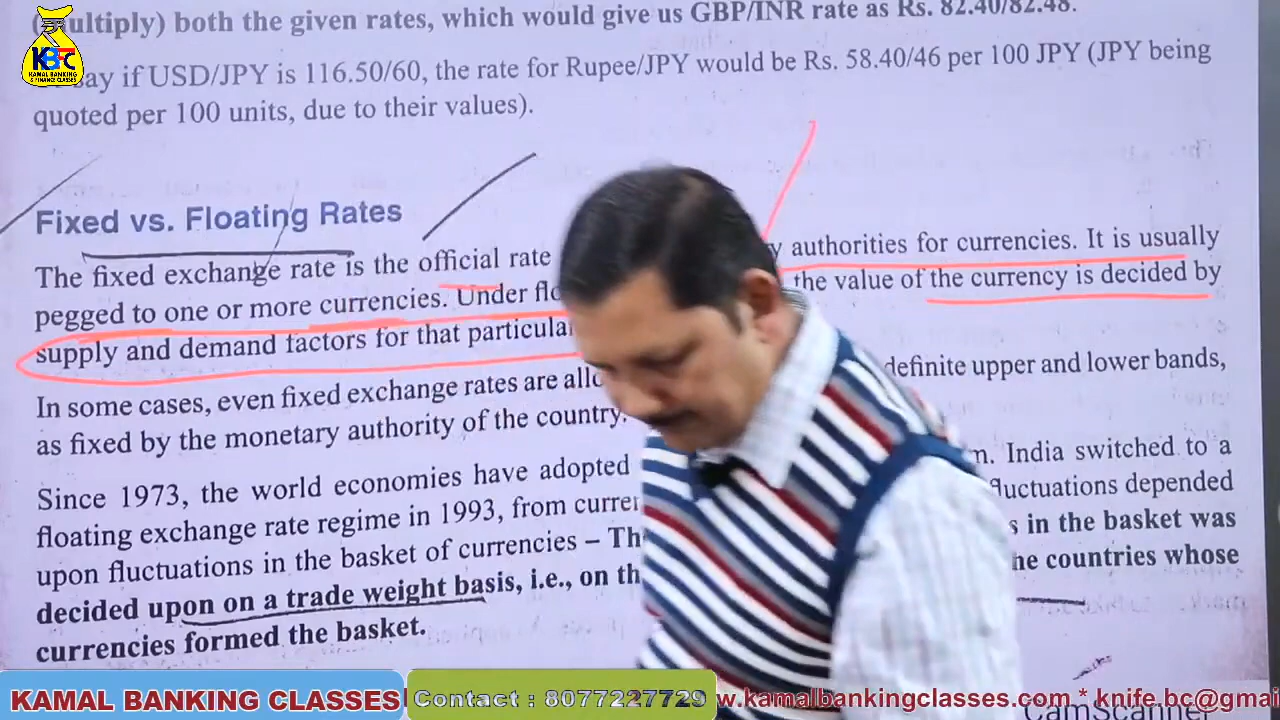 (Multiply) both the given rates, which would give us GBP/INR rate as Rs. 82.40/82.48.
say if USD/JPY is 116.50/60, the rate for Rupee/JPY would be Rs. 58.40/46 per 100 JPY (JPY being
quoted per 100 units, due to their values).
KBC
KAMAL BANKING
& FINANCE CLASSES
Fixed vs. Floating Rates
The fixed exchange rate is the official rate authorities for currencies. It is usually
pegged to one or more currencies. Under the value of the currency is decided by
supply and demand factors for that
In some cases, even fixed exchange rates are definite upper and lower bands,
as fixed by the monetary authority of the country.
Since 1973, the world economies have adopted India switched to a
floating exchange rate regime in 1993, from fluctuations depended
upon fluctuations in the basket of currencies – in the basket was
decided upon on a trade weight basis, i.e., on countries whose
currencies formed the basket.
KAMAL BANKING CLASSES Contact : 8077227729 w.kamalbankingclasses.com * knife.bc@gmai
CamScanner